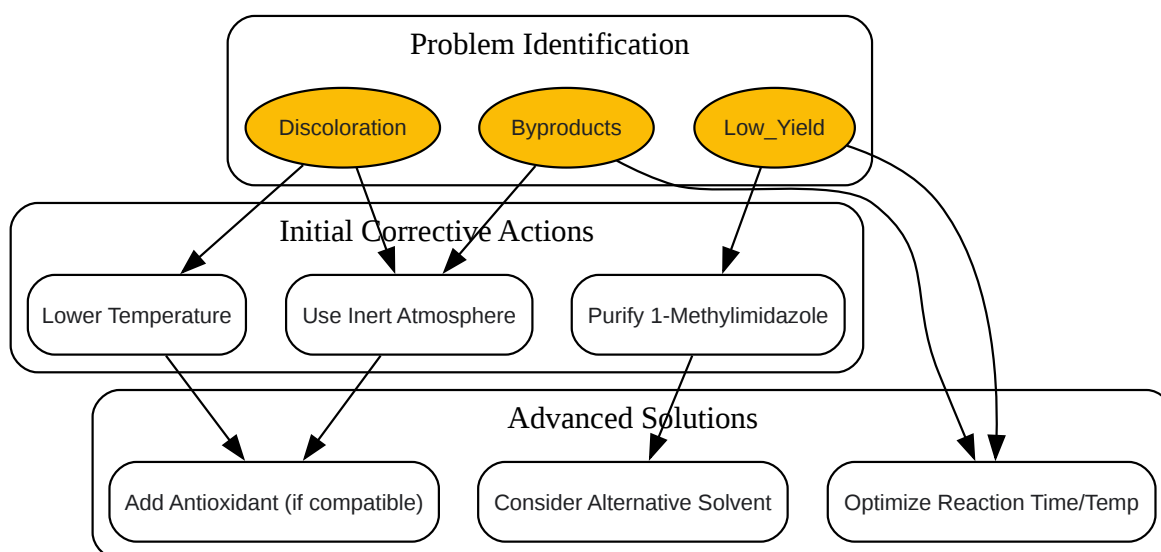 Problem Identification
Discoloration
Byproducts
Low_Yield
Initial Corrective Actions
Lower Temperature
Use Inert Atmosphere
Purify 1-Methylimidazole
Advanced Solutions
Add Antioxidant (if compatible)
Consider Alternative Solvent
Optimize Reaction Time/Temp